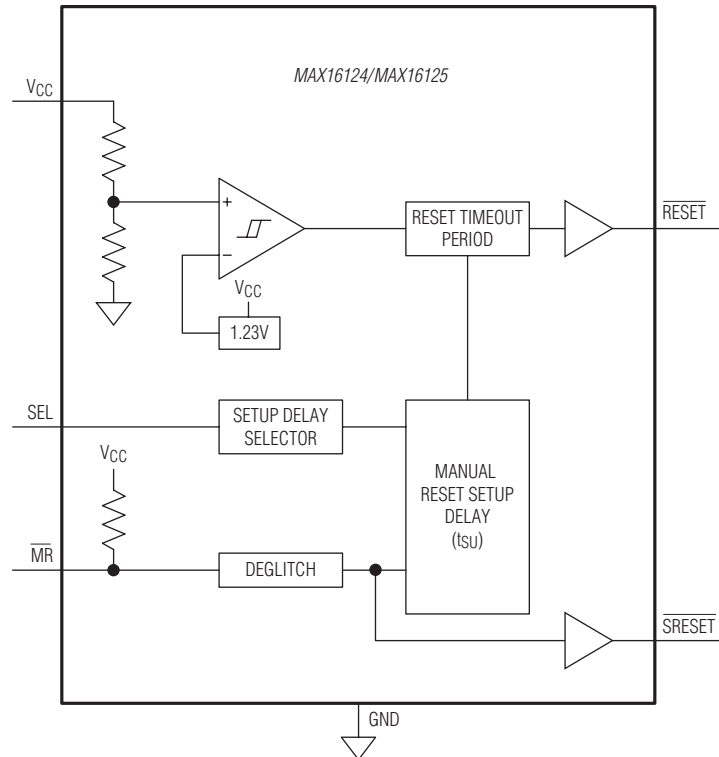 MAX16124/MAX16125
VCC
+
RESET TIMEOUT
PERIOD
RESET
−
VCC
1.23V
SEL
SETUP DELAY
SELECTOR
VCC
MANUAL
RESET SETUP
DELAY
(tSU)
MR
DEGLITCH
SRESET
GND